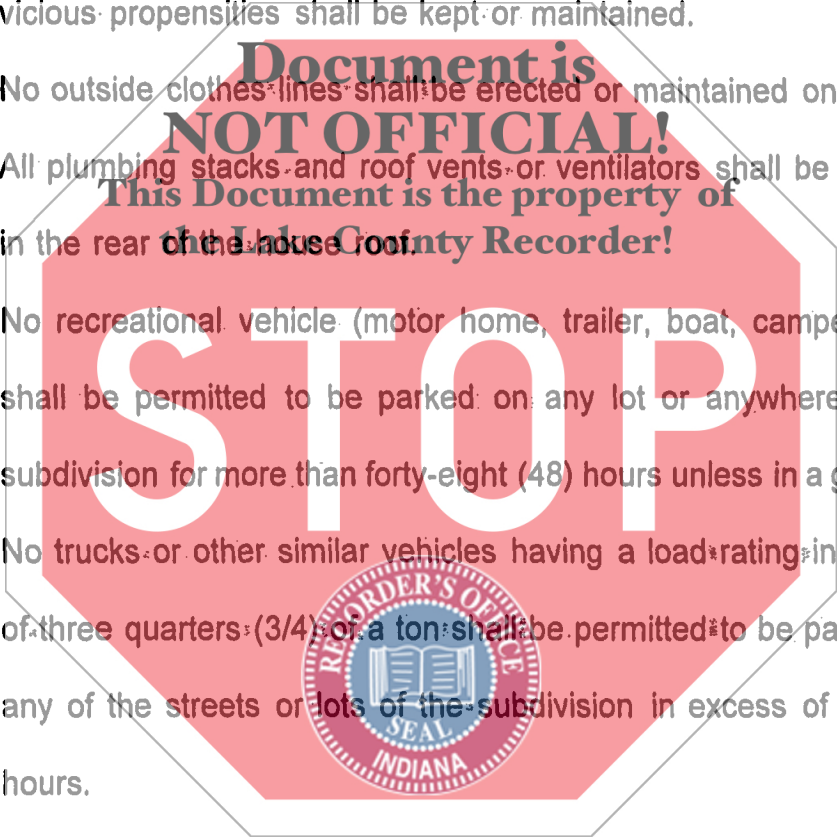 vicious propensities shall be kept or maintained.
Document is
No outside clothes lines shall be erected or maintained on
NOT OFFICIAL!
All plumbing stacks and roof vents or ventilators shall be
This Document is the property of
in the rear of the house roof.
the Lake County Recorder!
No recreational vehicle (motor home, trailer, boat, campe
shall be permitted to be parked on any lot or anywhere
STOP
subdivision for more than forty-eight (48) hours unless in a g
No trucks or other similar vehicles having a load rating in
of three quarters (3/4) of a ton shall be permitted to be pa
RECORDER'S OFFICE
any of the streets or lots of the subdivision in excess of
SEAL
INDIANA
hours.